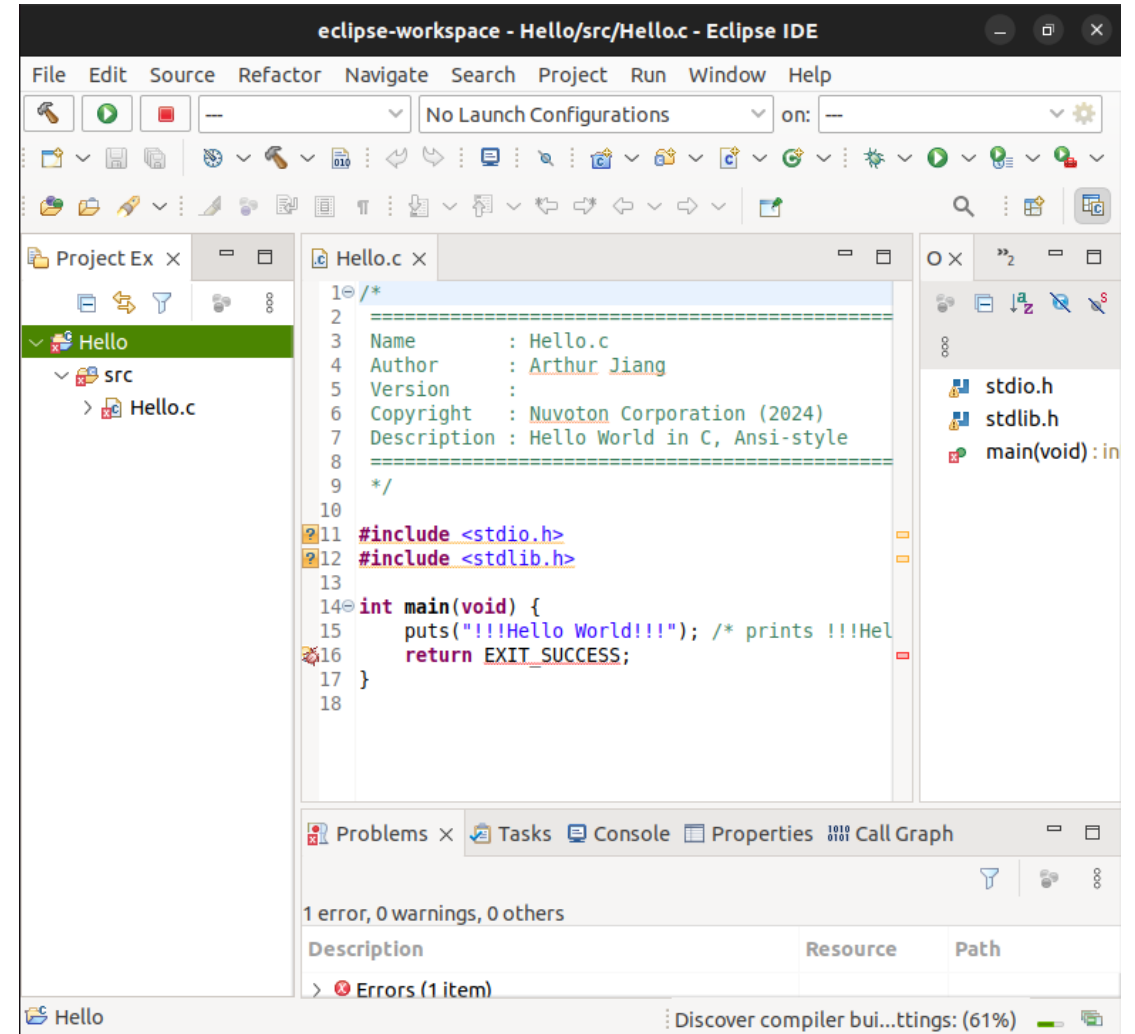 eclipse-workspace - Hello/src/Hello.c - Eclipse IDE
File Edit Source Refactor Navigate Search Project Run Window Help
--- No Launch Configurations on: ---
Project Ex
Hello
src
Hello.c
Hello.c
1 /*
2 ==============================================
3 Name : Hello.c
4 Author : Arthur Jiang
5 Version :
6 Copyright : Nuvoton Corporation (2024)
7 Description : Hello World in C, Ansi-style
8 ==============================================
9 */
10
11 #include <stdio.h>
12 #include <stdlib.h>
13
14 int main(void) {
15 puts("!!!Hello World!!!"); /* prints !!!Hel
16 return EXIT_SUCCESS;
17 }
18
O
»2
stdio.h
stdlib.h
main(void) : in
Problems Tasks Console Properties Call Graph
1 error, 0 warnings, 0 others
Description Resource Path
Errors (1 item)
Hello
Discover compiler bui...ttings: (61%)